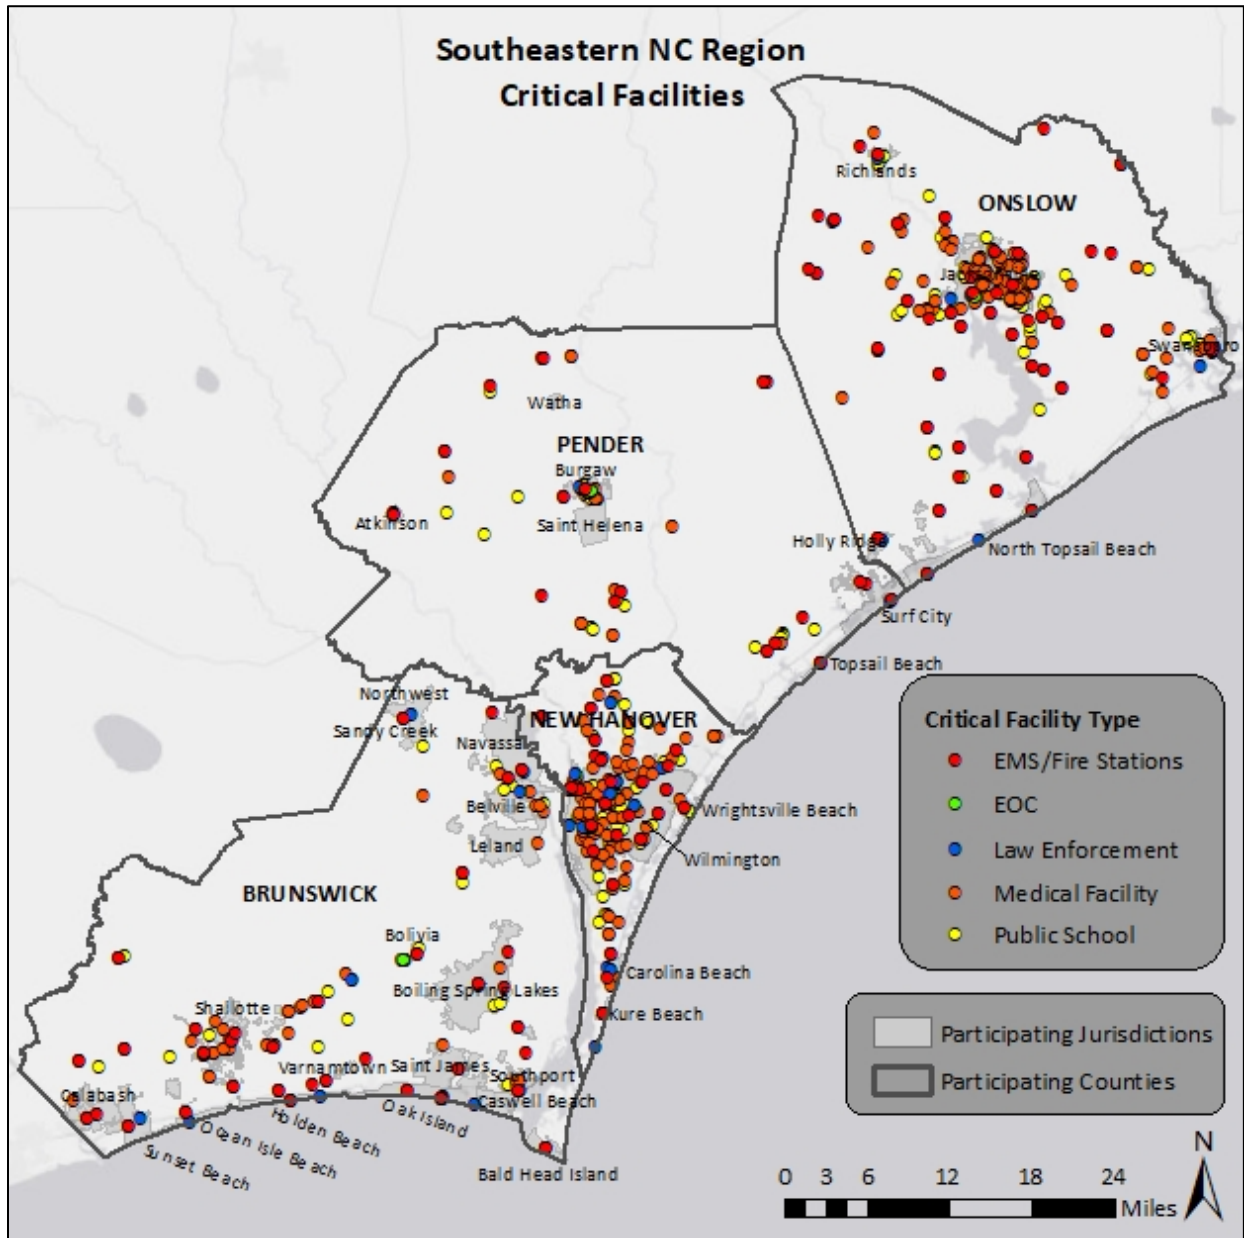 Southeastern NC Region
Critical Facilities
Richlands
ONSLOW
Jacksonville
Swansboro
Watha
PENDER
Burgaw
Atkinson
Saint Helena
Holly Ridge
North Topsail Beach
Surf City
Topsail Beach
Northwest
Sandy Creek
NEW HANOVER
Navassa
Belville
Wrightsville Beach
Leland
Wilmington
BRUNSWICK
Bolivia
Carolina Beach
Boiling Spring Lakes
Shallotte
Kure Beach
Varnamtown
Saint James
Southport
Calabash
Oak Island
Caswell Beach
Holden Beach
Ocean Isle Beach
Sunset Beach
Bald Head Island
Critical Facility Type
EMS/Fire Stations
EOC
Law Enforcement
Medical Facility
Public School
Participating Jurisdictions
Participating Counties
N
0 3 6 12 18 24
Miles